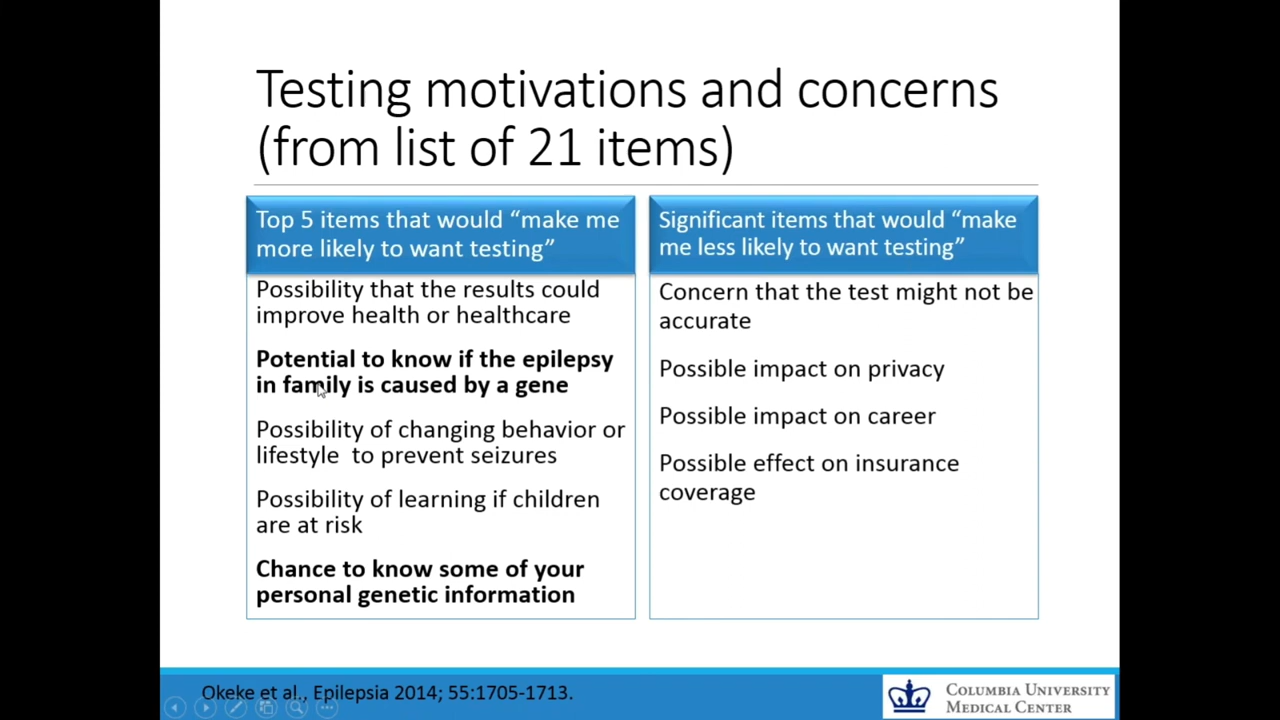 Testing motivations and concerns
(from list of 21 items)
Top 5 items that would “make me
more likely to want testing”
Possibility that the results could
improve health or healthcare
Potential to know if the epilepsy
in family is caused by a gene
Possibility of changing behavior or
lifestyle to prevent seizures
Possibility of learning if children
are at risk
Chance to know some of your
personal genetic information
Significant items that would “make
me less likely to want testing”
Concern that the test might not be
accurate
Possible impact on privacy
Possible impact on career
Possible effect on insurance
coverage
Okeke et al., Epilepsia 2014; 55:1705-1713.
COLUMBIA UNIVERSITY
MEDICAL CENTER